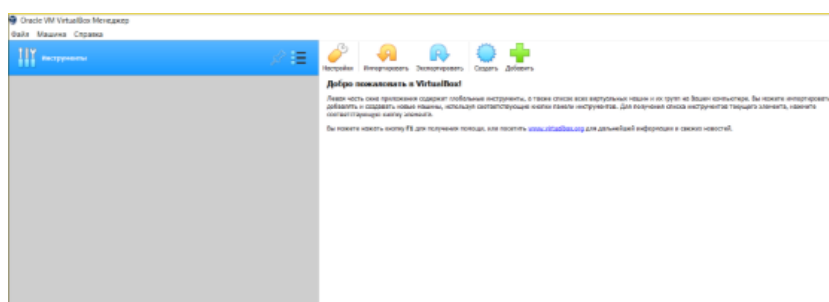 Oracle VM VirtualBox Менеджер
Файл Машина Справка
Инструменты
Настройки Импортировать Экспортировать Создать Добавить
Добро пожаловать в VirtualBox!
Левая часть окна приложения содержит глобальные инструменты, а также список всех виртуальных машин и их групп на Вашем компьютере. Вы можете импортировать,
добавлять и создавать новые машины, используя соответствующие кнопки панели инструментов. Для получения списка инструментов текущего элемента, нажмите
соответствующую кнопку элемента.
Вы можете нажать кнопку F1 для получения помощи, или посетить www.virtualbox.org для дальнейшей информации и свежих новостей.